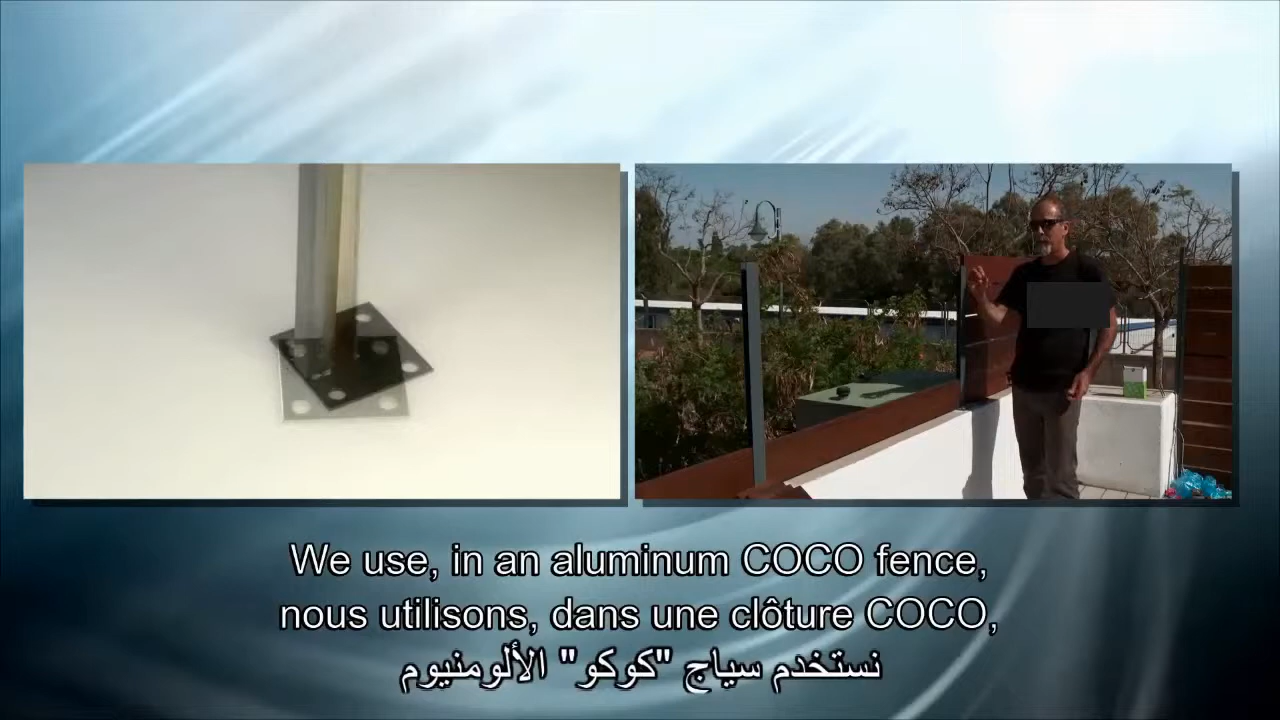 We use, in an aluminum COCO fence,
nous utilisons, dans une clôture COCO,
نستخدم سياج "كوكو" الألومنيوم